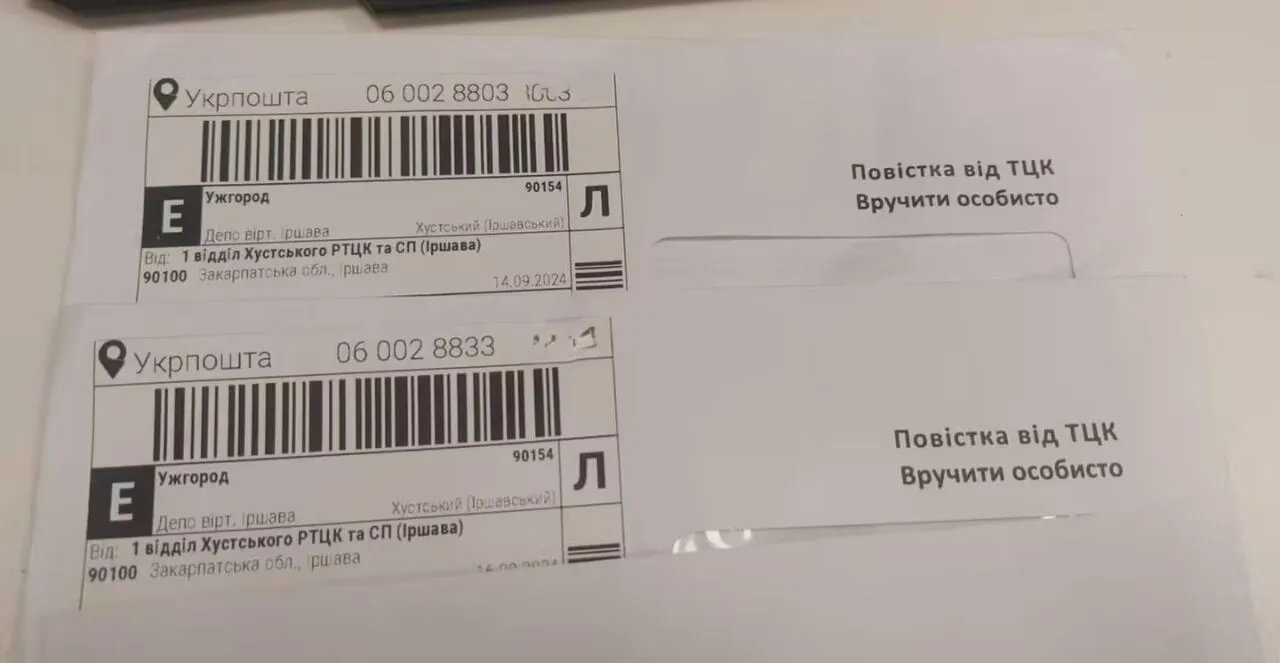 Укрпошта 06 002 8803
Ужгород 90154
Е
Л
Депо вірт. Іршава Хустський (Іршавський)
Від: 1 відділ Хустського РТЦК та СП (Іршава)
90100 Закарпатська обл., Іршава
14.09.2024
Повістка від ТЦК
Вручити особисто
Укрпошта 06 002 8833
90154
Ужгород
Е
Л
Депо вірт. Іршава Хустський (Іршавський)
Від: 1 відділ Хустського РТЦК та СП (Іршава)
90100 Закарпатська обл., Іршава
Повістка від ТЦК
Вручити особисто